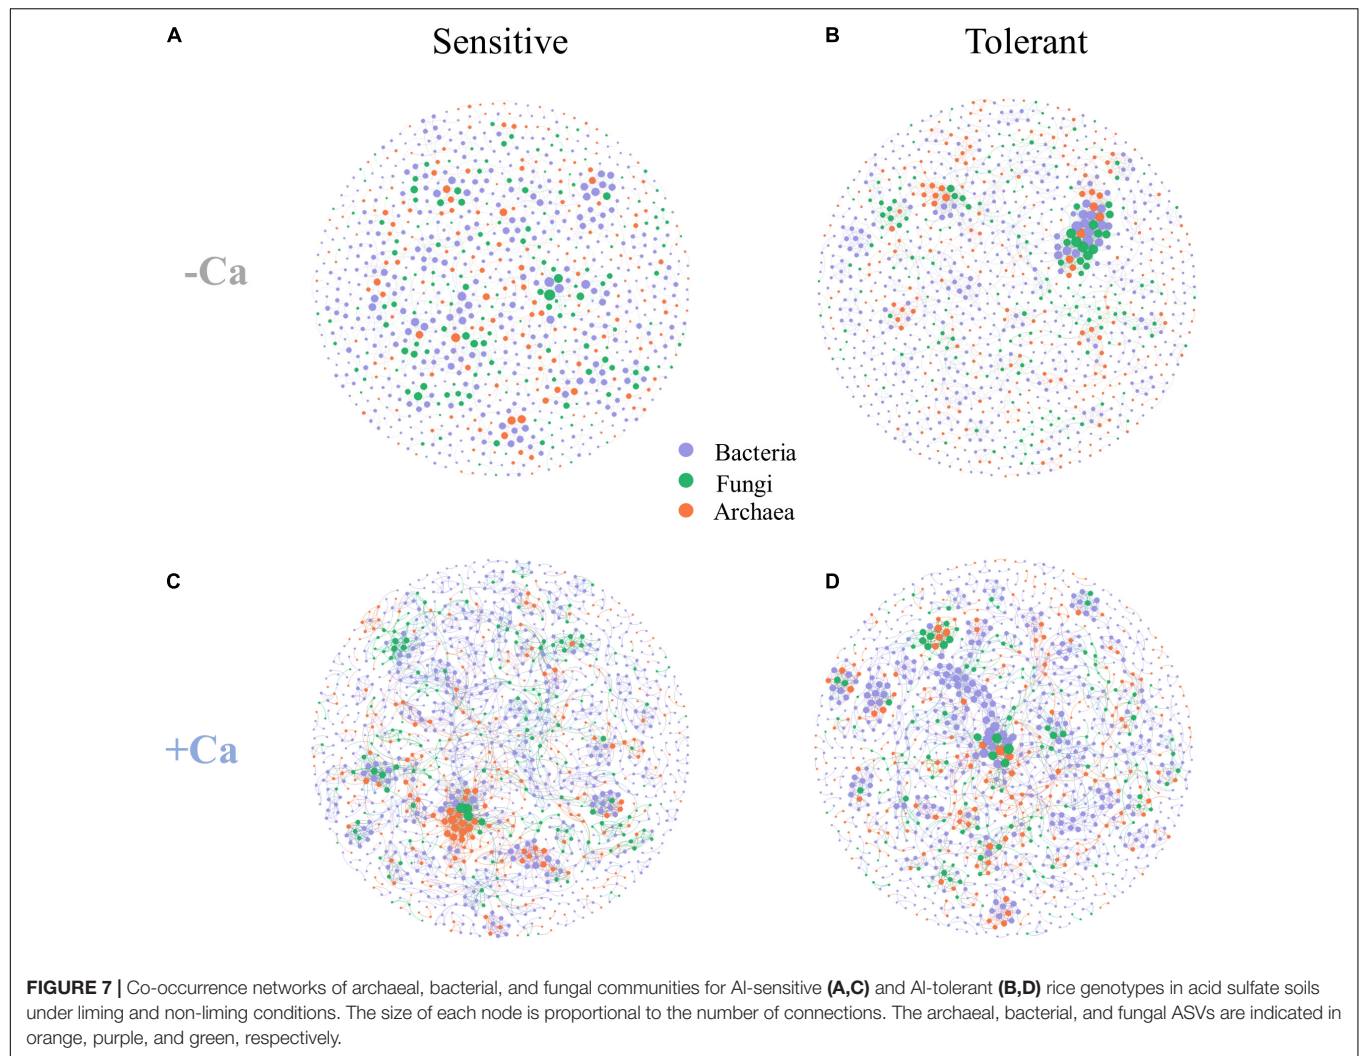 A
Sensitive
B
Tolerant
-Ca
Bacteria
Fungi
Archaea
C
D
+Ca
FIGURE 7 | Co-occurrence networks of archaeal, bacterial, and fungal communities for Al-sensitive (A,C) and Al-tolerant (B,D) rice genotypes in acid sulfate soils
under liming and non-liming conditions. The size of each node is proportional to the number of connections. The archaeal, bacterial, and fungal ASVs are indicated in
orange, purple, and green, respectively.